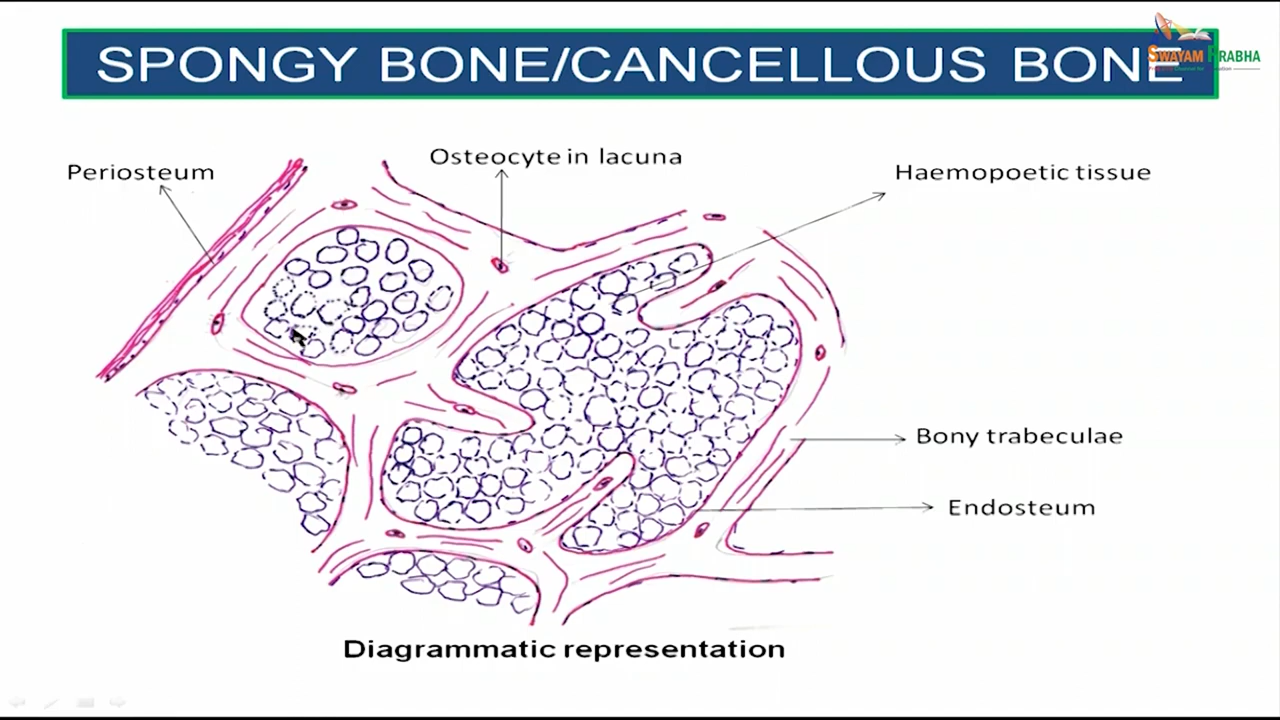 SPONGY BONE/CANCELLOUS BONE
SWAYAM PRABHA
Periosteum
Osteocyte in lacuna
Haemopoetic tissue
Bony trabeculae
Endosteum
Diagrammatic representation